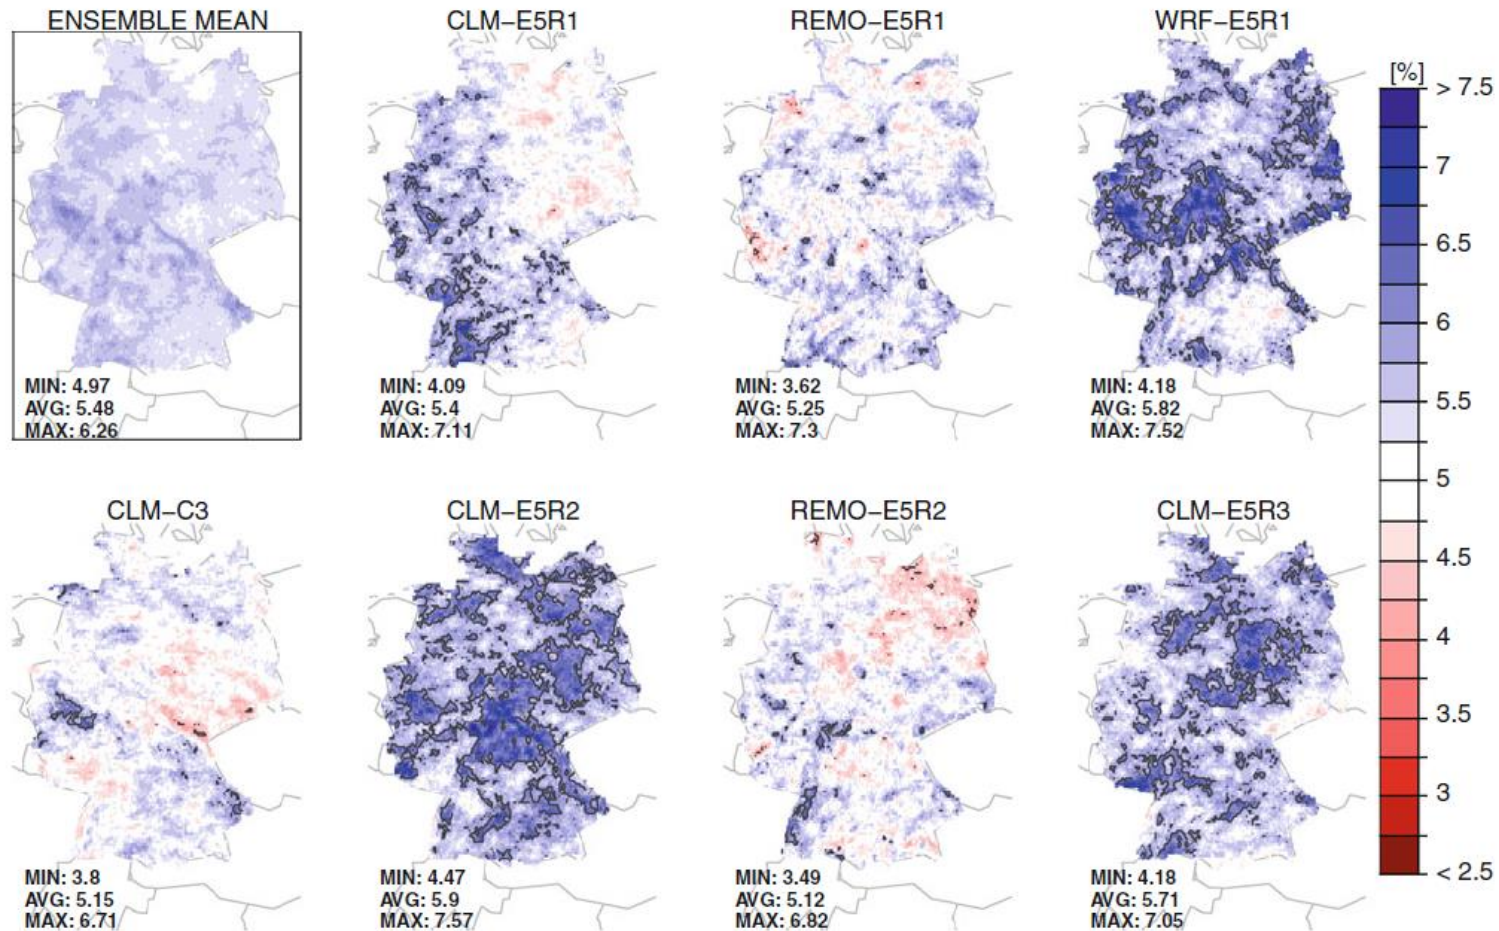 ENSEMBLE MEAN
CLM-E5R1
REMO-E5R1
WRF-E5R1
MIN: 4.97
AVG: 5.48
MAX: 6.26
MIN: 4.09
AVG: 5.4
MAX: 7.11
MIN: 3.62
AVG: 5.25
MAX: 7.3
MIN: 4.18
AVG: 5.82
MAX: 7.52
CLM-C3
CLM-E5R2
REMO-E5R2
CLM-E5R3
MIN: 3.8
AVG: 5.15
MAX: 6.71
MIN: 4.47
AVG: 5.9
MAX: 7.57
MIN: 3.49
AVG: 5.12
MAX: 6.82
MIN: 4.18
AVG: 5.71
MAX: 7.05
[%]
> 7.5
7
6.5
6
5.5
5
4.5
4
3.5
3
< 2.5